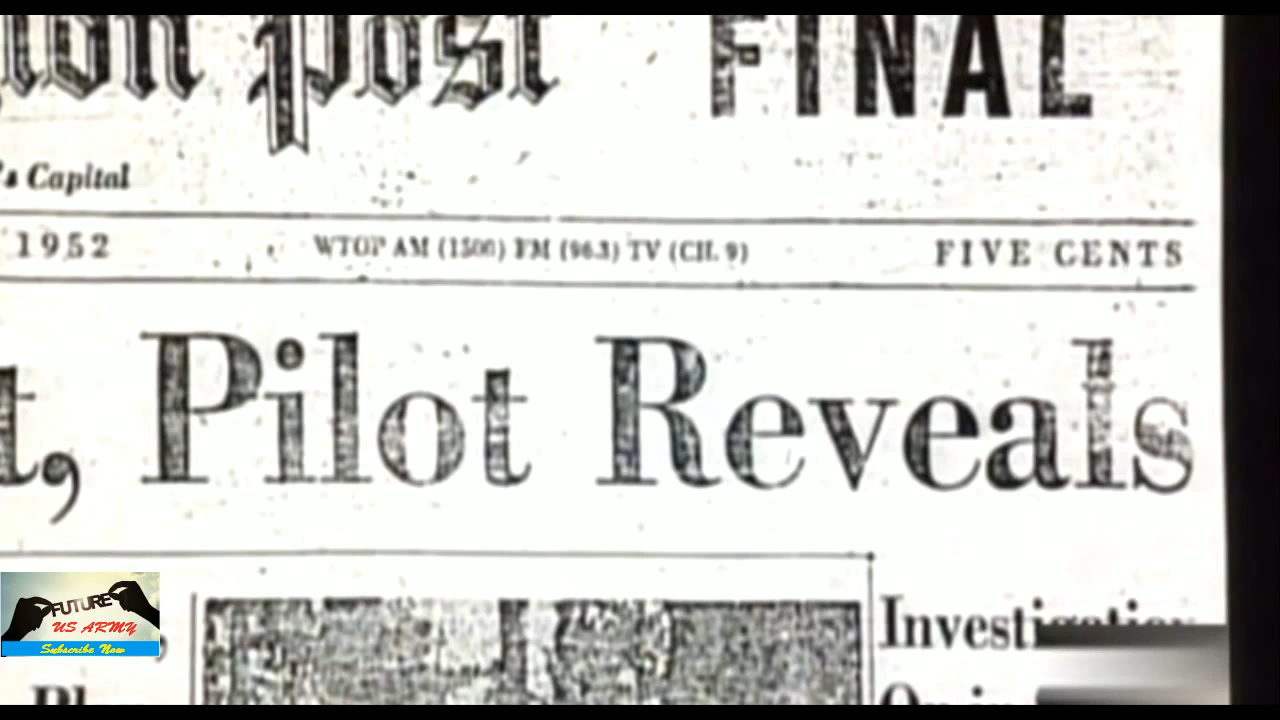 Post FINAL
Capital
1952 WTOP AM (1500) FM (96.3) TV (CH. 9) FIVE CENTS
t, Pilot Reveals
FUTURE
US ARMY
Subscribe Now